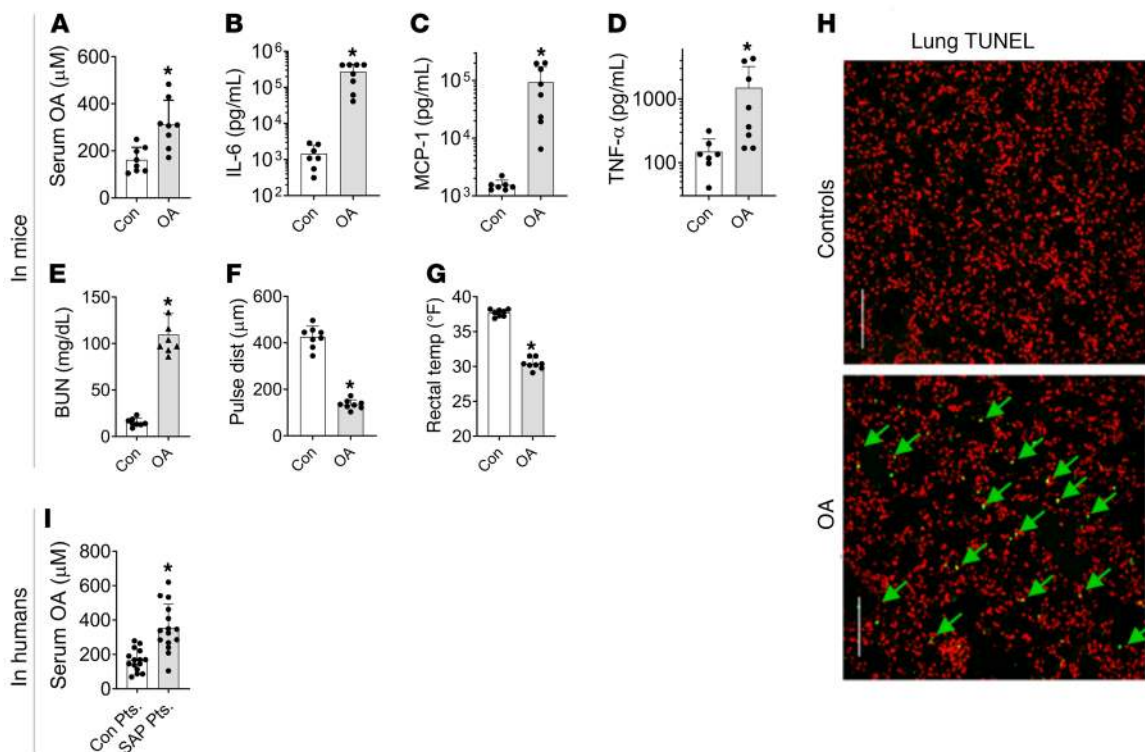 In mice
A
Serum OA (μM)
600
400
200
0
Con
OA
*
B
IL-6 (pg/mL)
10⁶
10⁵
10⁴
10³
10²
Con
OA
*
C
MCP-1 (pg/mL)
10⁵
10⁴
10³
Con
OA
*
D
TNF-α (pg/mL)
1000
100
Con
OA
*
E
BUN (mg/dL)
150
100
50
0
Con
OA
*
F
Pulse dist (μm)
600
400
200
0
Con
OA
*
G
Rectal temp (°F)
40
35
30
25
20
Con
OA
*
H
Lung TUNEL
Controls
OA
In humans
I
Serum OA (μM)
800
600
400
200
0
Con Pts.
SAP Pts.
*